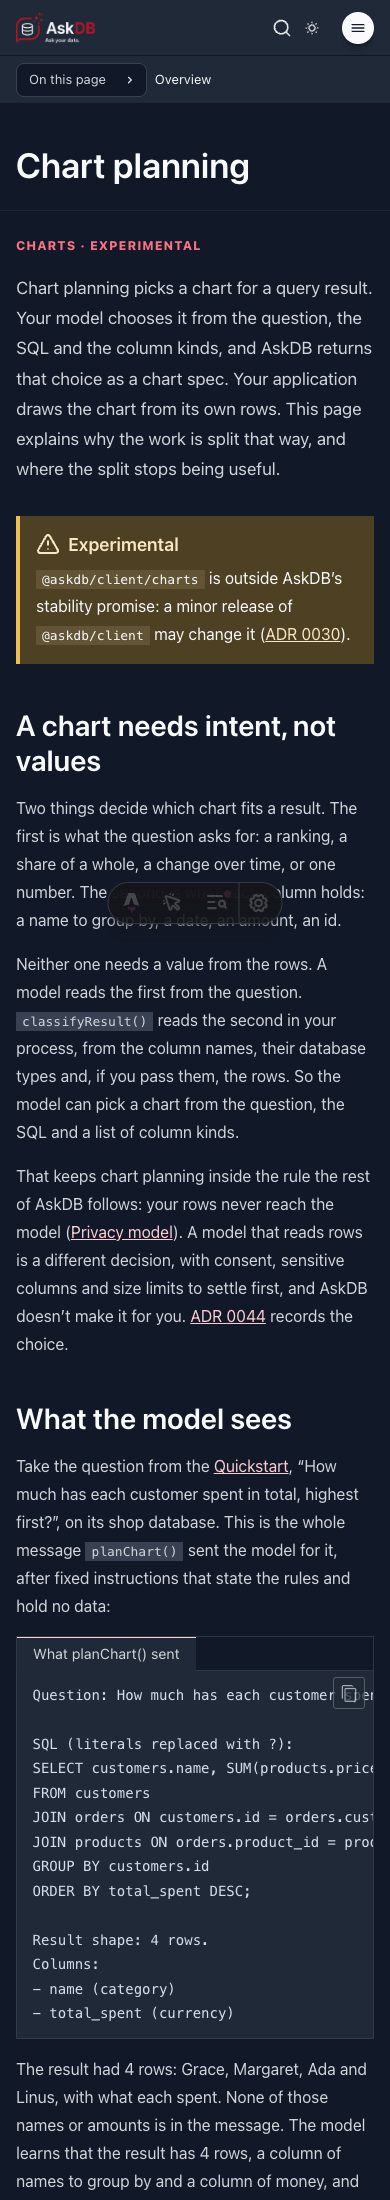 AskDB
Ask your data.
On this page
Overview
Chart planning
CHARTS · EXPERIMENTAL
Chart planning picks a chart for a query result.
Your model chooses it from the question, the
SQL and the column kinds, and AskDB returns
that choice as a chart spec. Your application
draws the chart from its own rows. This page
explains why the work is split that way, and
where the split stops being useful.
Experimental
@askdb/client/charts is outside AskDB’s
stability promise: a minor release of
@askdb/client may change it (ADR 0030).
A chart needs intent, not
values
Two things decide which chart fits a result. The
first is what the question asks for: a ranking, a
share of a whole, a change over time, or one
number. The column holds:
a name to group by, a date, an amount, an id.
Neither one needs a value from the rows. A
model reads the first from the question.
classifyResult() reads the second in your
process, from the column names, their database
types and, if you pass them, the rows. So the
model can pick a chart from the question, the
SQL and a list of column kinds.
That keeps chart planning inside the rule the rest
of AskDB follows: your rows never reach the
model (Privacy model). A model that reads rows
is a different decision, with consent, sensitive
columns and size limits to settle first, and AskDB
doesn’t make it for you. ADR 0044 records the
choice.
What the model sees
Take the question from the Quickstart, “How
much has each customer spent in total, highest
first?”, on its shop database. This is the whole
message planChart() sent the model for it,
after fixed instructions that state the rules and
hold no data:
What planChart() sent
Question: How much has each customer spen
SQL (literals replaced with ?):
SELECT customers.name, SUM(products.price
FROM customers
JOIN orders ON customers.id = orders.cust
JOIN products ON orders.product_id = prod
GROUP BY customers.id
ORDER BY total_spent DESC;
Result shape: 4 rows.
Columns:
- name (category)
- total_spent (currency)
The result had 4 rows: Grace, Margaret, Ada and
Linus, with what each spent. None of those
names or amounts is in the message. The model
learns that the result has 4 rows, a column of
names to group by and a column of money, and